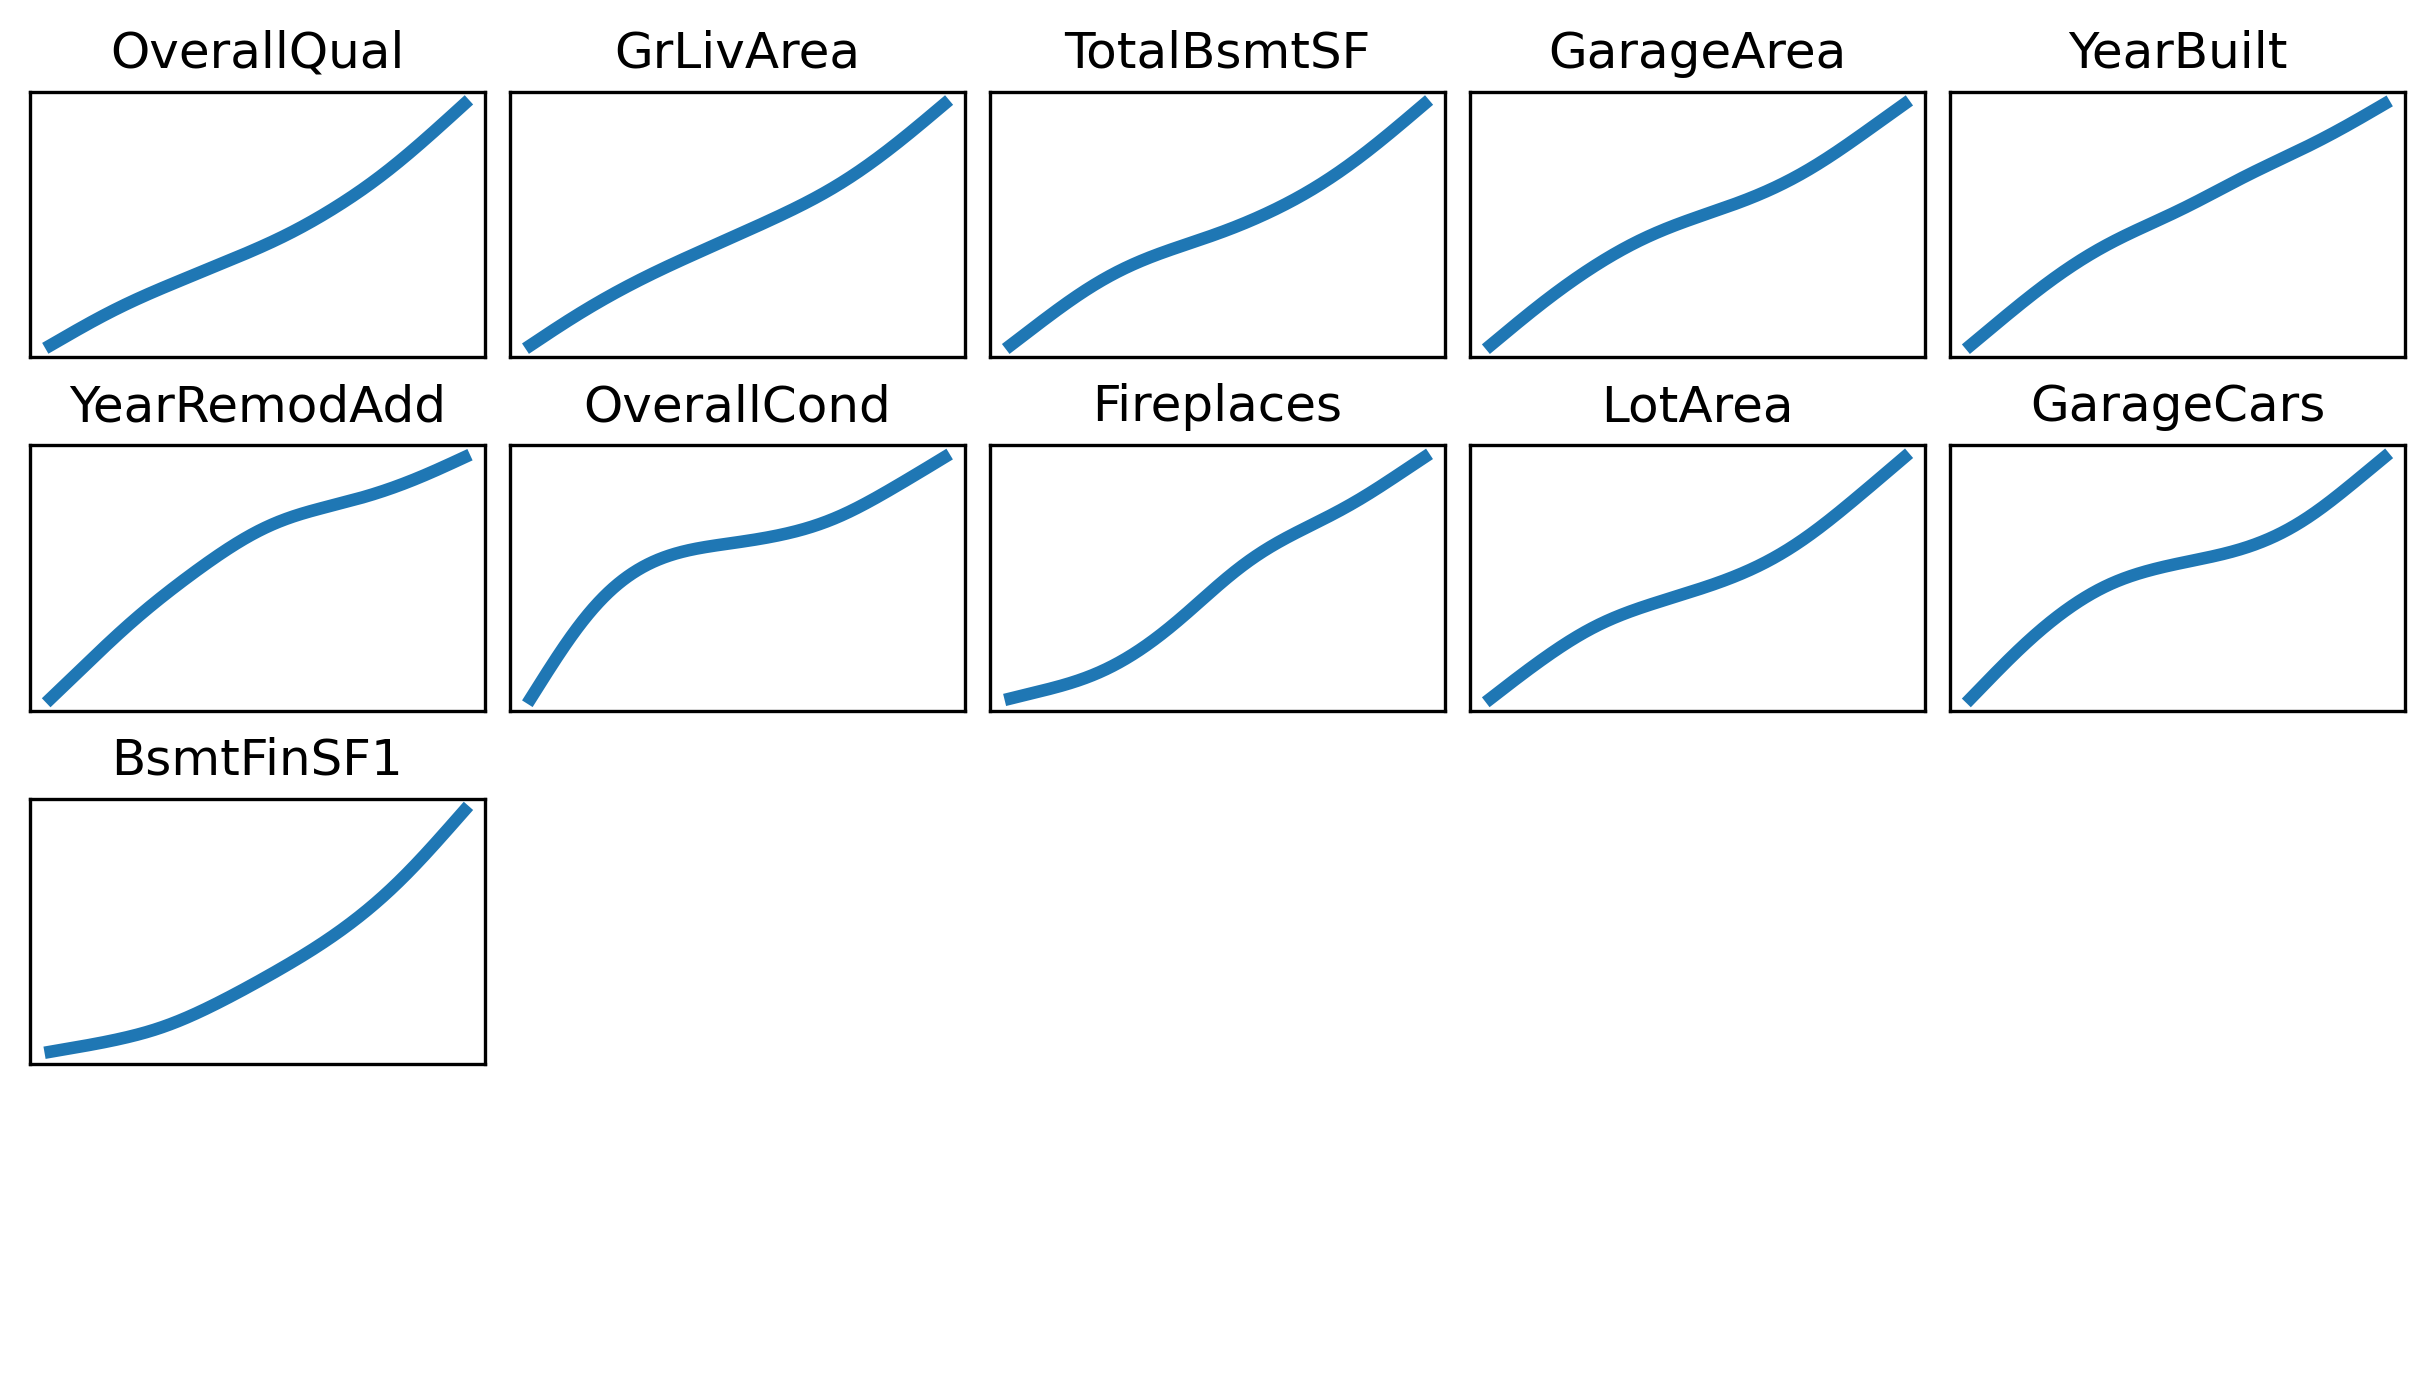 OverallQual
GrLivArea
TotalBsmtSF
GarageArea
YearBuilt
YearRemodAdd
OverallCond
Fireplaces
LotArea
GarageCars
BsmtFinSF1